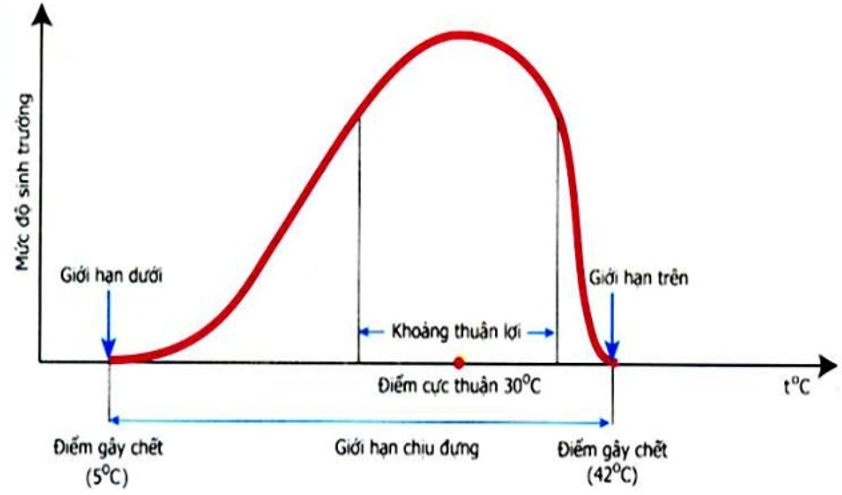 Mức độ sinh trưởng
Giới hạn dưới
Giới hạn trên
Khoảng thuận lợi
Điểm cực thuận 30°C
t°C
Điểm gây chết
(5°C)
Giới hạn chịu đựng
Điểm gây chết
(42°C)